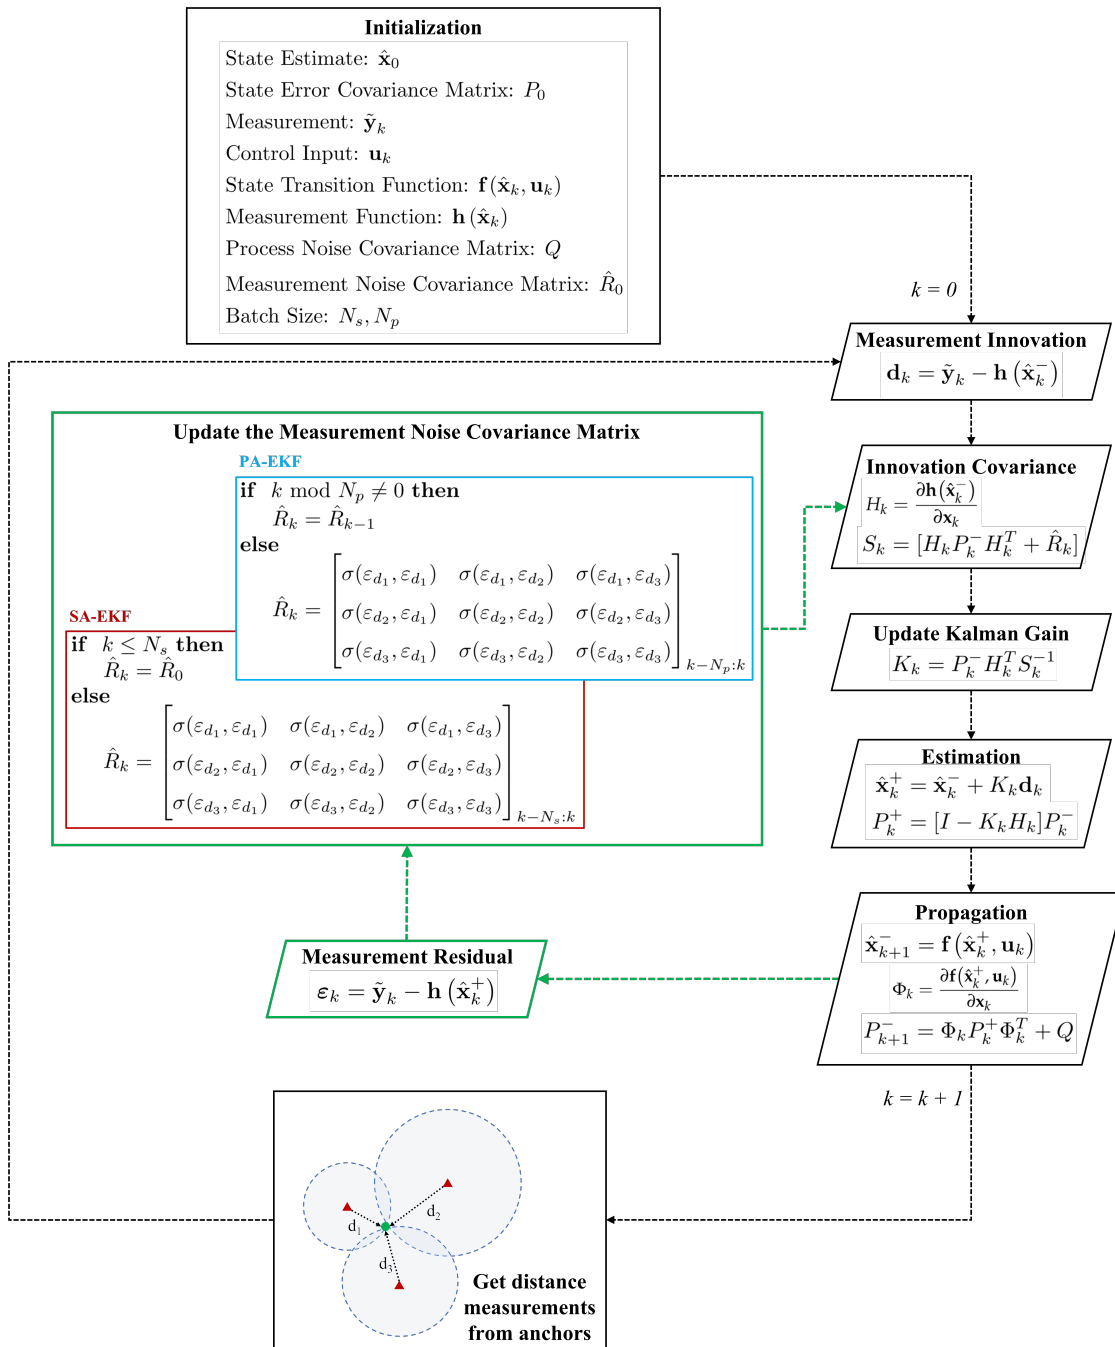 Initialization
State Estimate: x̂₀
State Error Covariance Matrix: P₀
Measurement: ỹₖ
Control Input: uₖ
State Transition Function: f (x̂ₖ, uₖ)
Measurement Function: h (x̂ₖ)
Process Noise Covariance Matrix: Q
Measurement Noise Covariance Matrix: R̂₀
Batch Size: Nₛ, Nₚ
k = 0
Measurement Innovation
dₖ = ỹₖ − h (x̂ₖ⁻)
Update the Measurement Noise Covariance Matrix
PA-EKF
if k mod Nₚ ≠ 0 then
R̂ₖ = R̂ₖ₋₁
else
R̂ₖ = [σ(ε_{d₁}, ε_{d₁}) σ(ε_{d₁}, ε_{d₂}) σ(ε_{d₁}, ε_{d₃})
σ(ε_{d₂}, ε_{d₁}) σ(ε_{d₂}, ε_{d₂}) σ(ε_{d₂}, ε_{d₃})
σ(ε_{d₃}, ε_{d₁}) σ(ε_{d₃}, ε_{d₂}) σ(ε_{d₃}, ε_{d₃})]_{k−Nₚ:k}
SA-EKF
if k ≤ Nₛ then
R̂ₖ = R̂₀
else
R̂ₖ = [σ(ε_{d₁}, ε_{d₁}) σ(ε_{d₁}, ε_{d₂}) σ(ε_{d₁}, ε_{d₃})
σ(ε_{d₂}, ε_{d₁}) σ(ε_{d₂}, ε_{d₂}) σ(ε_{d₂}, ε_{d₃})
σ(ε_{d₃}, ε_{d₁}) σ(ε_{d₃}, ε_{d₂}) σ(ε_{d₃}, ε_{d₃})]_{k−Nₛ:k}
Innovation Covariance
Hₖ = ∂h(x̂ₖ⁻)/∂xₖ
Sₖ = [HₖPₖ⁻Hₖᵀ + R̂ₖ]
Update Kalman Gain
Kₖ = Pₖ⁻HₖᵀSₖ⁻¹
Estimation
x̂ₖ⁺ = x̂ₖ⁻ + Kₖdₖ
Pₖ⁺ = [I − KₖHₖ]Pₖ⁻
Propagation
x̂ₖ₊₁⁻ = f (x̂ₖ⁺, uₖ)
Φₖ = ∂f(x̂ₖ⁺, uₖ)/∂xₖ
Pₖ₊₁⁻ = ΦₖPₖ⁺Φₖᵀ + Q
Measurement Residual
εₖ = ỹₖ − h (x̂ₖ⁺)
k = k + 1
d₁
d₂
d₃
Get distance
measurements
from anchors